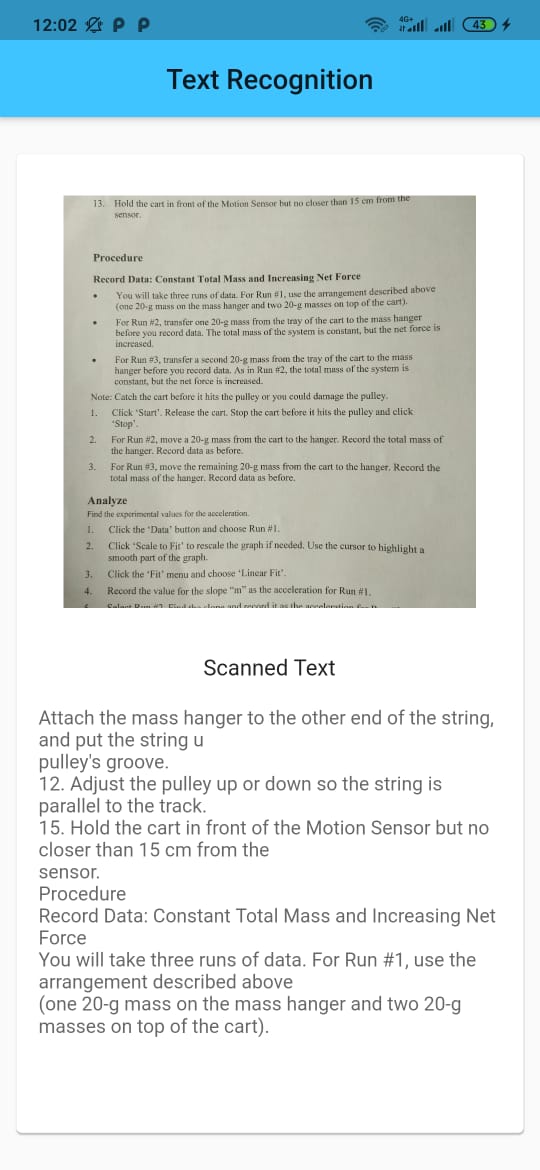 12:02
4G+
43
Text Recognition
13. Hold the cart in front of the Motion Sensor but no closer than 15 cm from the
sensor.
Procedure
Record Data: Constant Total Mass and Increasing Net Force
• You will take three runs of data. For Run #1, use the arrangement described above
(one 20-g mass on the mass hanger and two 20-g masses on top of the cart).
• For Run #2, transfer one 20-g mass from the tray of the cart to the mass hanger
before you record data. The total mass of the system is constant, but the net force is
increased.
• For Run #3, transfer a second 20-g mass from the tray of the cart to the mass
hanger before you record data. As in Run #2, the total mass of the system is
constant, but the net force is increased.
Note: Catch the cart before it hits the pulley or you could damage the pulley.
1. Click ‘Start’. Release the cart. Stop the cart before it hits the pulley and click
‘Stop’.
2. For Run #2, move a 20-g mass from the cart to the hanger. Record the total mass of
the hanger. Record data as before.
3. For Run #3, move the remaining 20-g mass from the cart to the hanger. Record the
total mass of the hanger. Record data as before.
Analyze
Find the experimental values for the acceleration.
1. Click the ‘Data’ button and choose Run #1.
2. Click ‘Scale to Fit’ to rescale the graph if needed. Use the cursor to highlight a
smooth part of the graph.
3. Click the ‘Fit’ menu and choose ‘Linear Fit’.
4. Record the value for the slope “m” as the acceleration for Run #1.
Select Run #2. Find the slope and record it as the acceleration for
Scanned Text
Attach the mass hanger to the other end of the string,
and put the string u
pulley's groove.
12. Adjust the pulley up or down so the string is
parallel to the track.
15. Hold the cart in front of the Motion Sensor but no
closer than 15 cm from the
sensor.
Procedure
Record Data: Constant Total Mass and Increasing Net
Force
You will take three runs of data. For Run #1, use the
arrangement described above
(one 20-g mass on the mass hanger and two 20-g
masses on top of the cart).